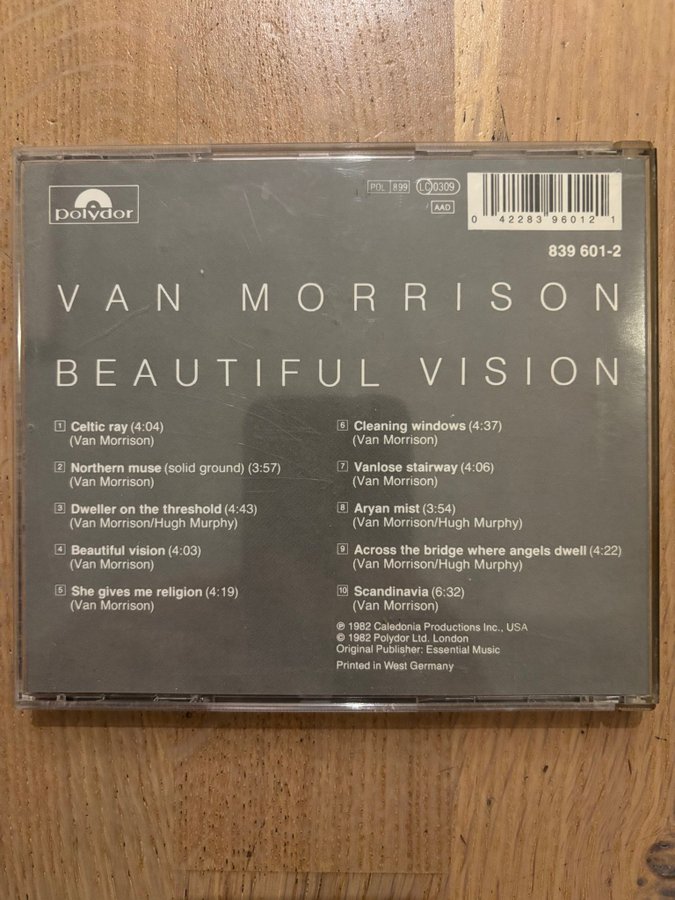 polydor
POL 899 LC 0309
AAD
0 42283 96012 1
839 601-2
VAN MORRISON
BEAUTIFUL VISION
1 Celtic ray (4:04)
(Van Morrison)
2 Northern muse (solid ground) (3:57)
(Van Morrison)
3 Dweller on the threshold (4:43)
(Van Morrison/Hugh Murphy)
4 Beautiful vision (4:03)
(Van Morrison)
5 She gives me religion (4:19)
(Van Morrison)
6 Cleaning windows (4:37)
(Van Morrison)
7 Vanlose stairway (4:06)
(Van Morrison)
8 Aryan mist (3:54)
(Van Morrison/Hugh Murphy)
9 Across the bridge where angels dwell (4:22)
(Van Morrison/Hugh Murphy)
10 Scandinavia (6:32)
(Van Morrison)
℗ 1982 Caledonia Productions Inc., USA
© 1982 Polydor Ltd. London
Original Publisher: Essential Music
Printed in West Germany